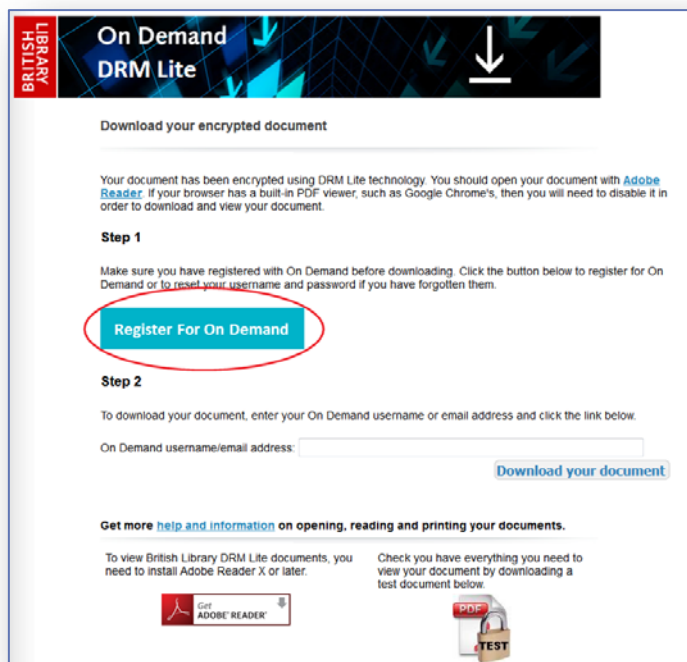 BRITISH
LIBRARY
On Demand
DRM Lite
Download your encrypted document
Your document has been encrypted using DRM Lite technology. You should open your document with Adobe
Reader. If your browser has a built-in PDF viewer, such as Google Chrome's, then you will need to disable it in
order to download and view your document.
Step 1
Make sure you have registered with On Demand before downloading. Click the button below to register for On
Demand or to reset your username and password if you have forgotten them.
Register For On Demand
Step 2
To download your document, enter your On Demand username or email address and click the link below.
On Demand username/email address:
Download your document
Get more help and information on opening, reading and printing your documents.
To view British Library DRM Lite documents, you
need to install Adobe Reader X or later.
Get
ADOBE® READER®
Check you have everything you need to
view your document by downloading a
test document below.
PDF
TEST